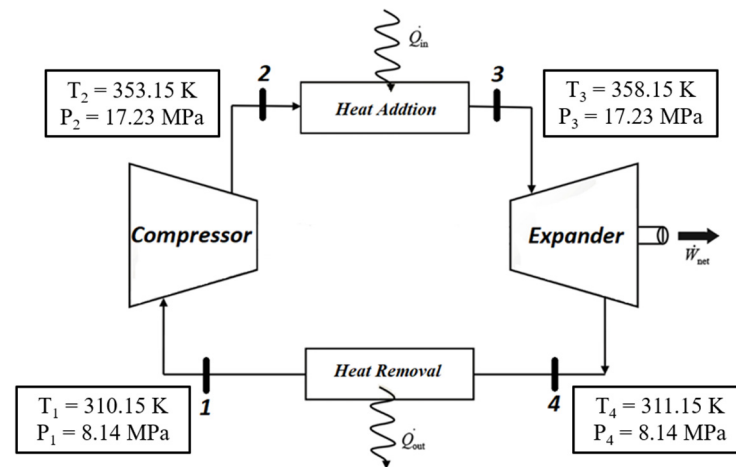 Q̇in
2
3
T2 = 353.15 K
P2 = 17.23 MPa
Heat Addtion
T3 = 358.15 K
P3 = 17.23 MPa
Compressor
Expander
Ẇnet
Heat Removal
1
4
T1 = 310.15 K
P1 = 8.14 MPa
Q̇out
T4 = 311.15 K
P4 = 8.14 MPa